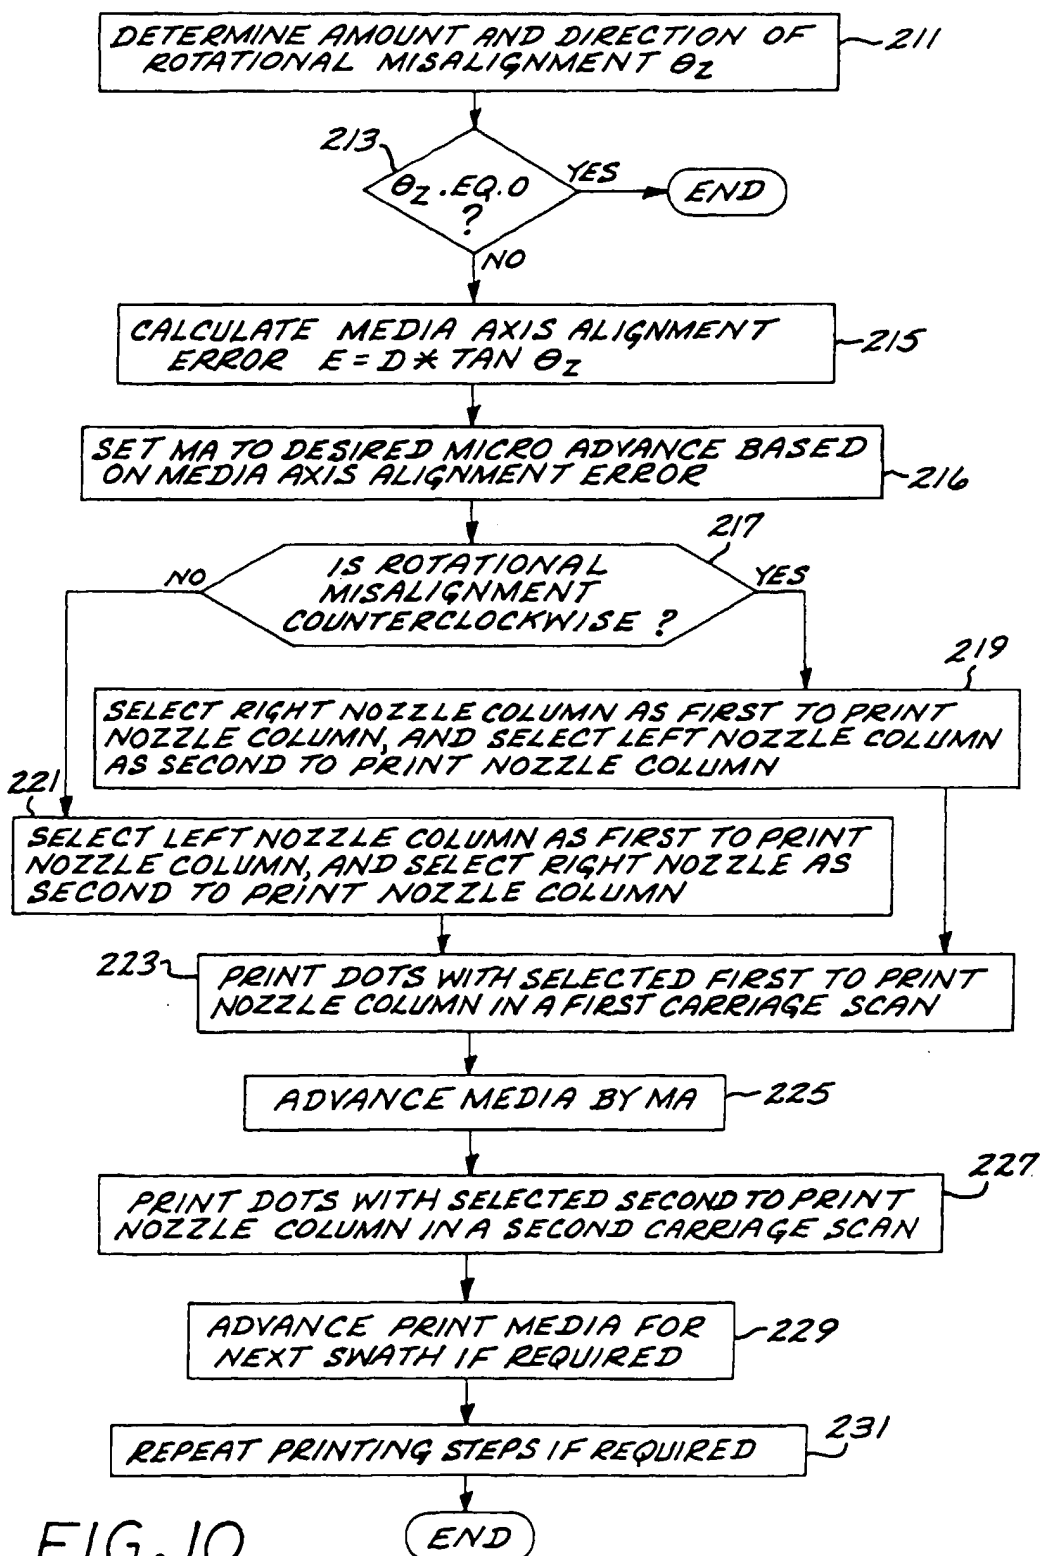 DETERMINE AMOUNT AND DIRECTION OF
ROTATIONAL MISALIGNMENT θZ
211
213
θZ .EQ.0
?
YES
END
NO
CALCULATE MEDIA AXIS ALIGNMENT
ERROR E = D * TAN θZ
215
SET MA TO DESIRED MICRO ADVANCE BASED
ON MEDIA AXIS ALIGNMENT ERROR
216
217
IS ROTATIONAL
MISALIGNMENT
COUNTERCLOCKWISE ?
NO
YES
219
SELECT RIGHT NOZZLE COLUMN AS FIRST TO PRINT
NOZZLE COLUMN, AND SELECT LEFT NOZZLE COLUMN
AS SECOND TO PRINT NOZZLE COLUMN
221
SELECT LEFT NOZZLE COLUMN AS FIRST TO PRINT
NOZZLE COLUMN, AND SELECT RIGHT NOZZLE AS
SECOND TO PRINT NOZZLE COLUMN
223
PRINT DOTS WITH SELECTED FIRST TO PRINT
NOZZLE COLUMN IN A FIRST CARRIAGE SCAN
ADVANCE MEDIA BY MA
225
227
PRINT DOTS WITH SELECTED SECOND TO PRINT
NOZZLE COLUMN IN A SECOND CARRIAGE SCAN
ADVANCE PRINT MEDIA FOR
NEXT SWATH IF REQUIRED
229
REPEAT PRINTING STEPS IF REQUIRED
231
END
FIG. 10